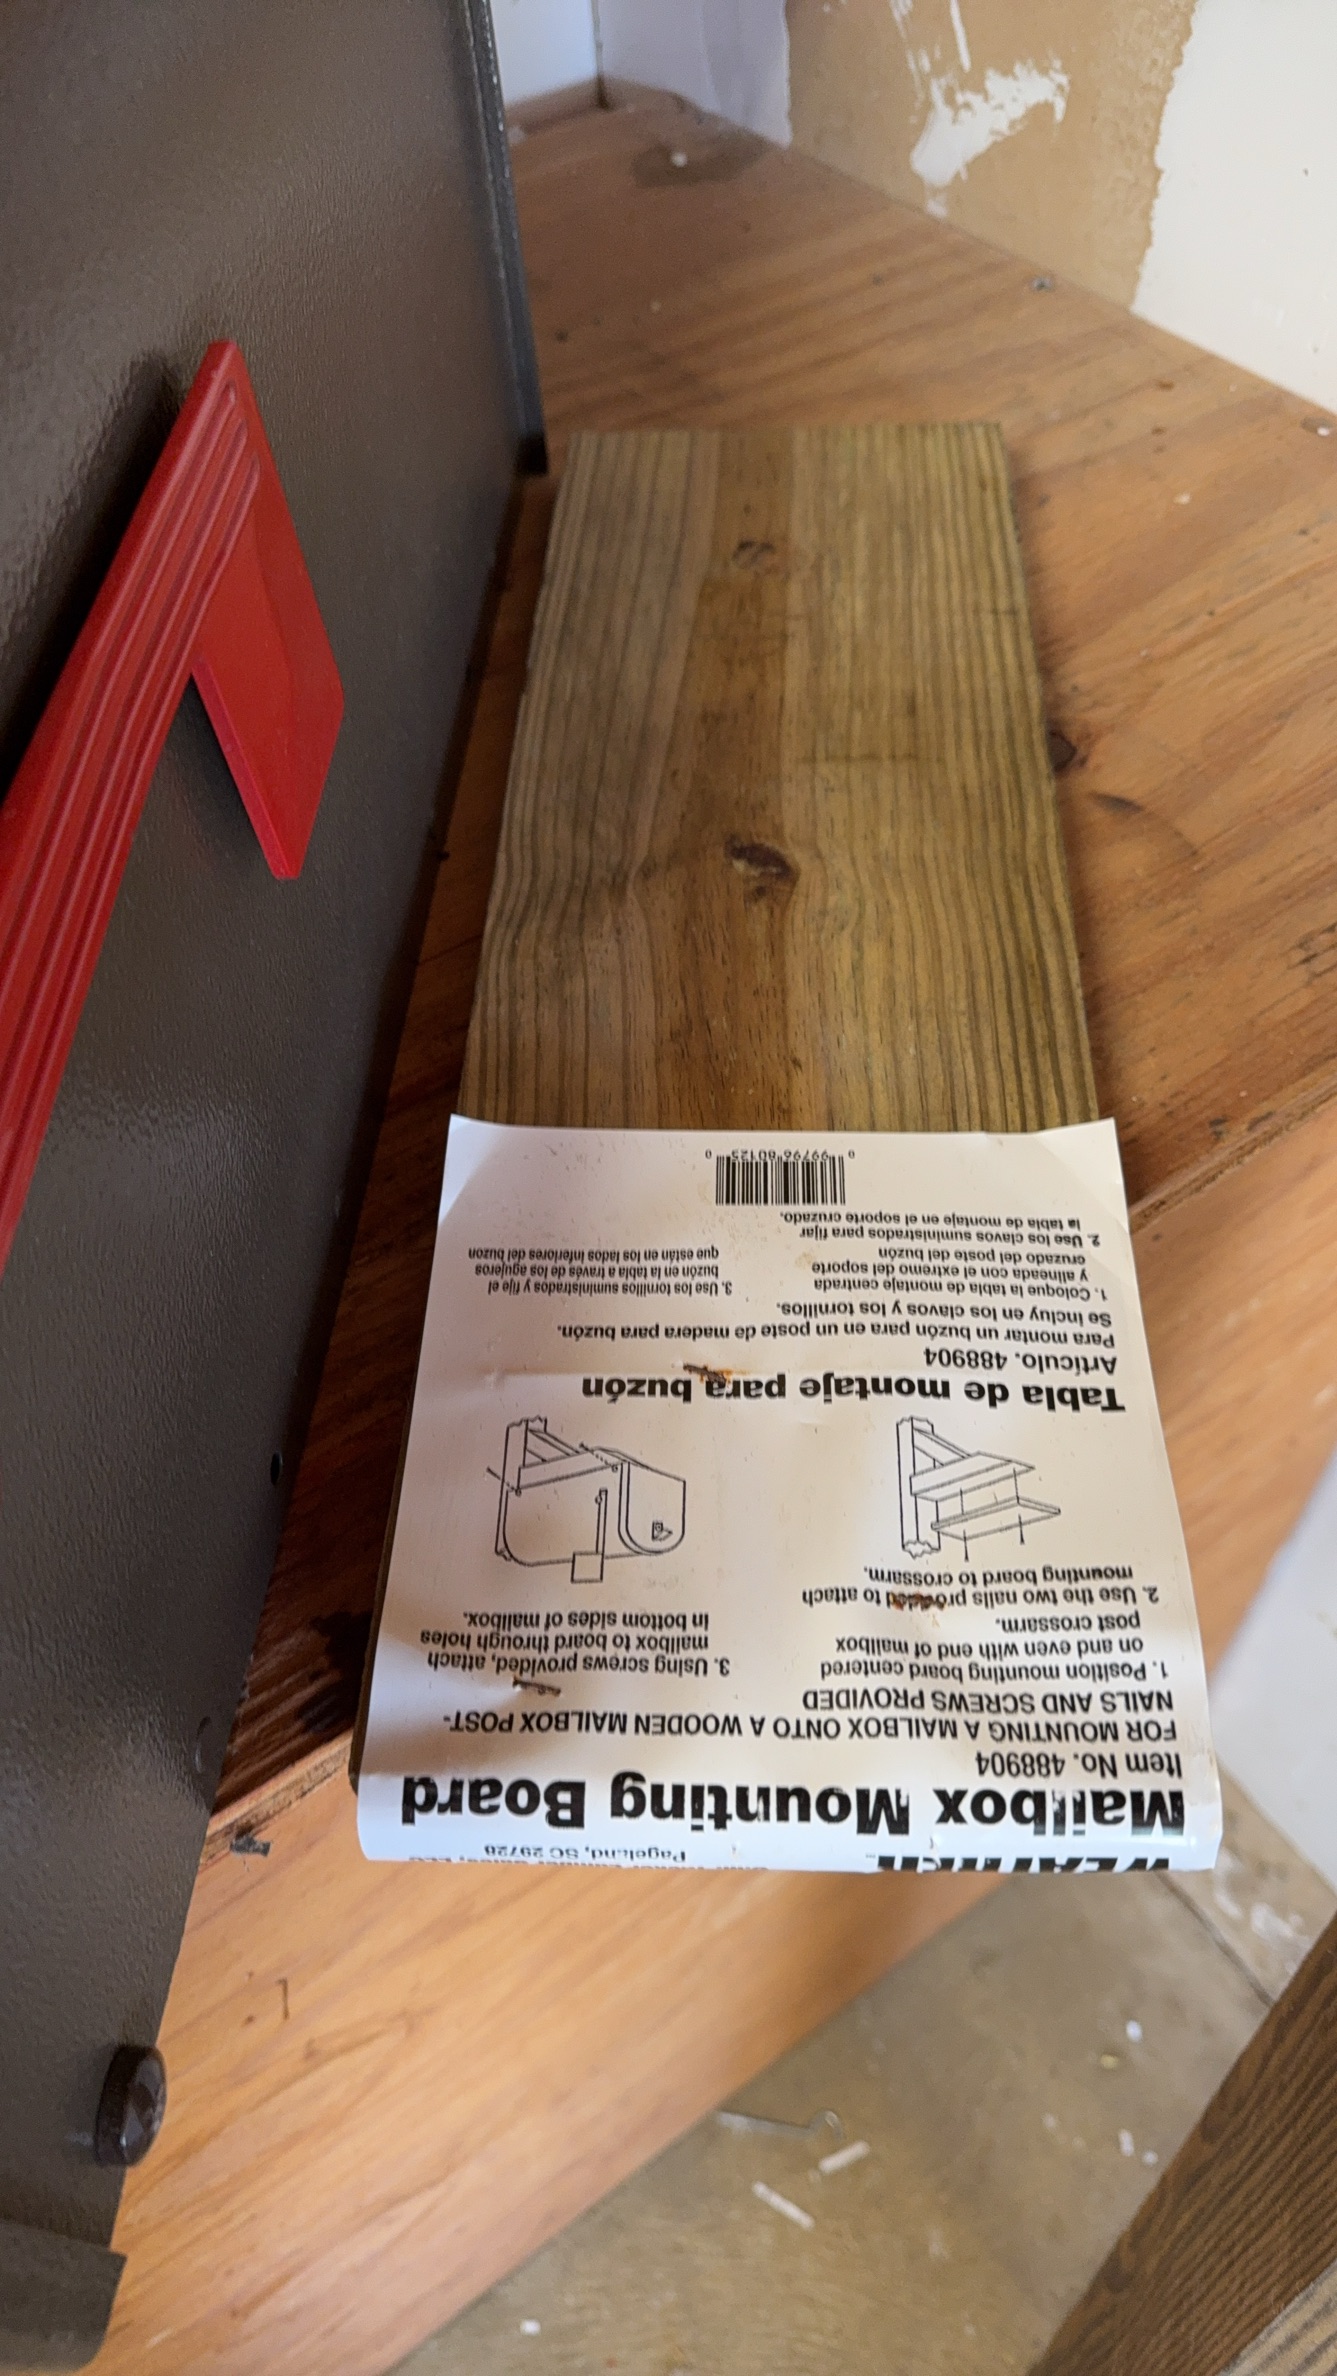 Pageland, SC 29728
Mailbox Mounting Board
Item No. 488904
FOR MOUNTING A MAILBOX ONTO A WOODEN MAILBOX POST-
NAILS AND SCREWS PROVIDED
1. Position mounting board centered
on and even with end of mailbox
post crossarm.
2. Use the two nails provided to attach
mounting board to crossarm.
3. Using screws provided, attach
mailbox to board through holes
in bottom of sides of mailbox.
Tabla de montaje para buzón
Artículo. 488904
Para montar un buzón para en un poste de madera para buzón.
Se incluy en los clavos y los tornillos.
1. Coloque la tabla de montaje centrada
y alineada con el extremo del soporte
cruzado del poste del buzón
2. Use los clavos suministrados para fijar
la tabla de montaje en el soporte cruzado.
3. Use los tornillos suministrados y fije el
buzón en la tabla a través de los agujeros
que están en los lados inferiores del buzon
0 99796 80125 0